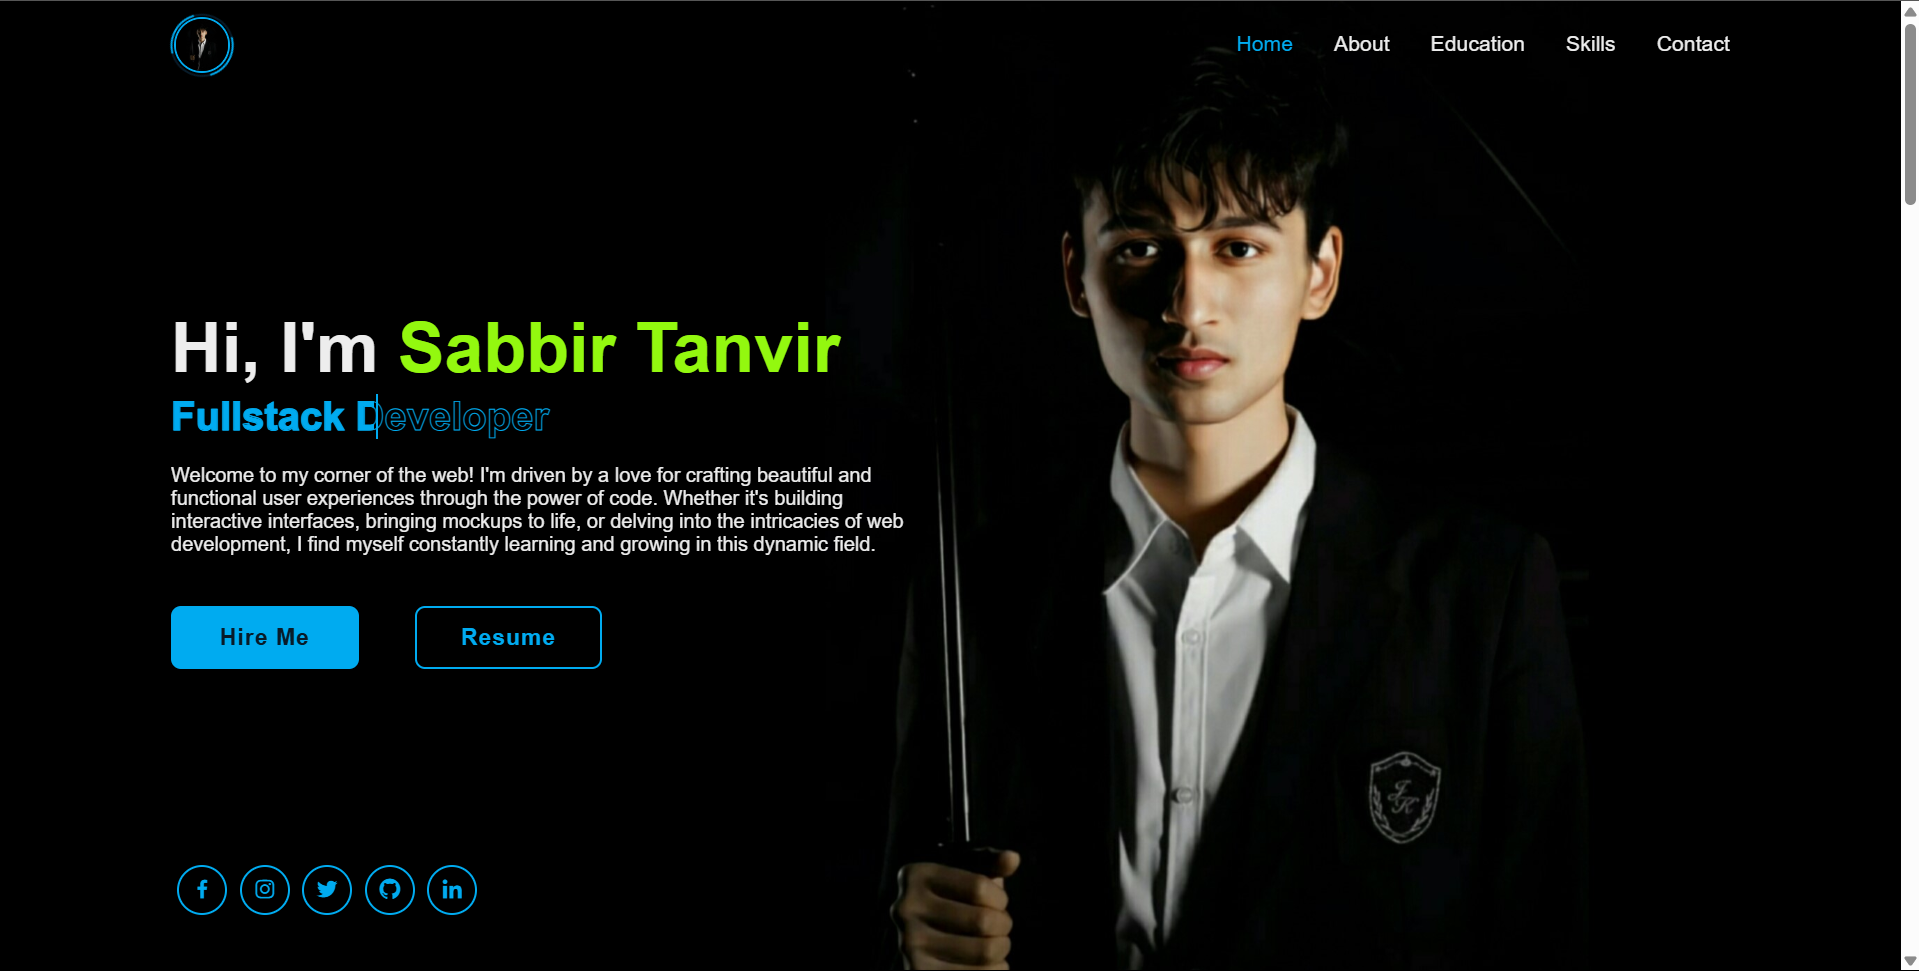 Home About Education Skills Contact
Hi, I'm Sabbir Tanvir
Fullstack Developer
Welcome to my corner of the web! I'm driven by a love for crafting beautiful and
functional user experiences through the power of code. Whether it's building
interactive interfaces, bringing mockups to life, or delving into the intricacies of web
development, I find myself constantly learning and growing in this dynamic field.
Hire Me Resume
JK